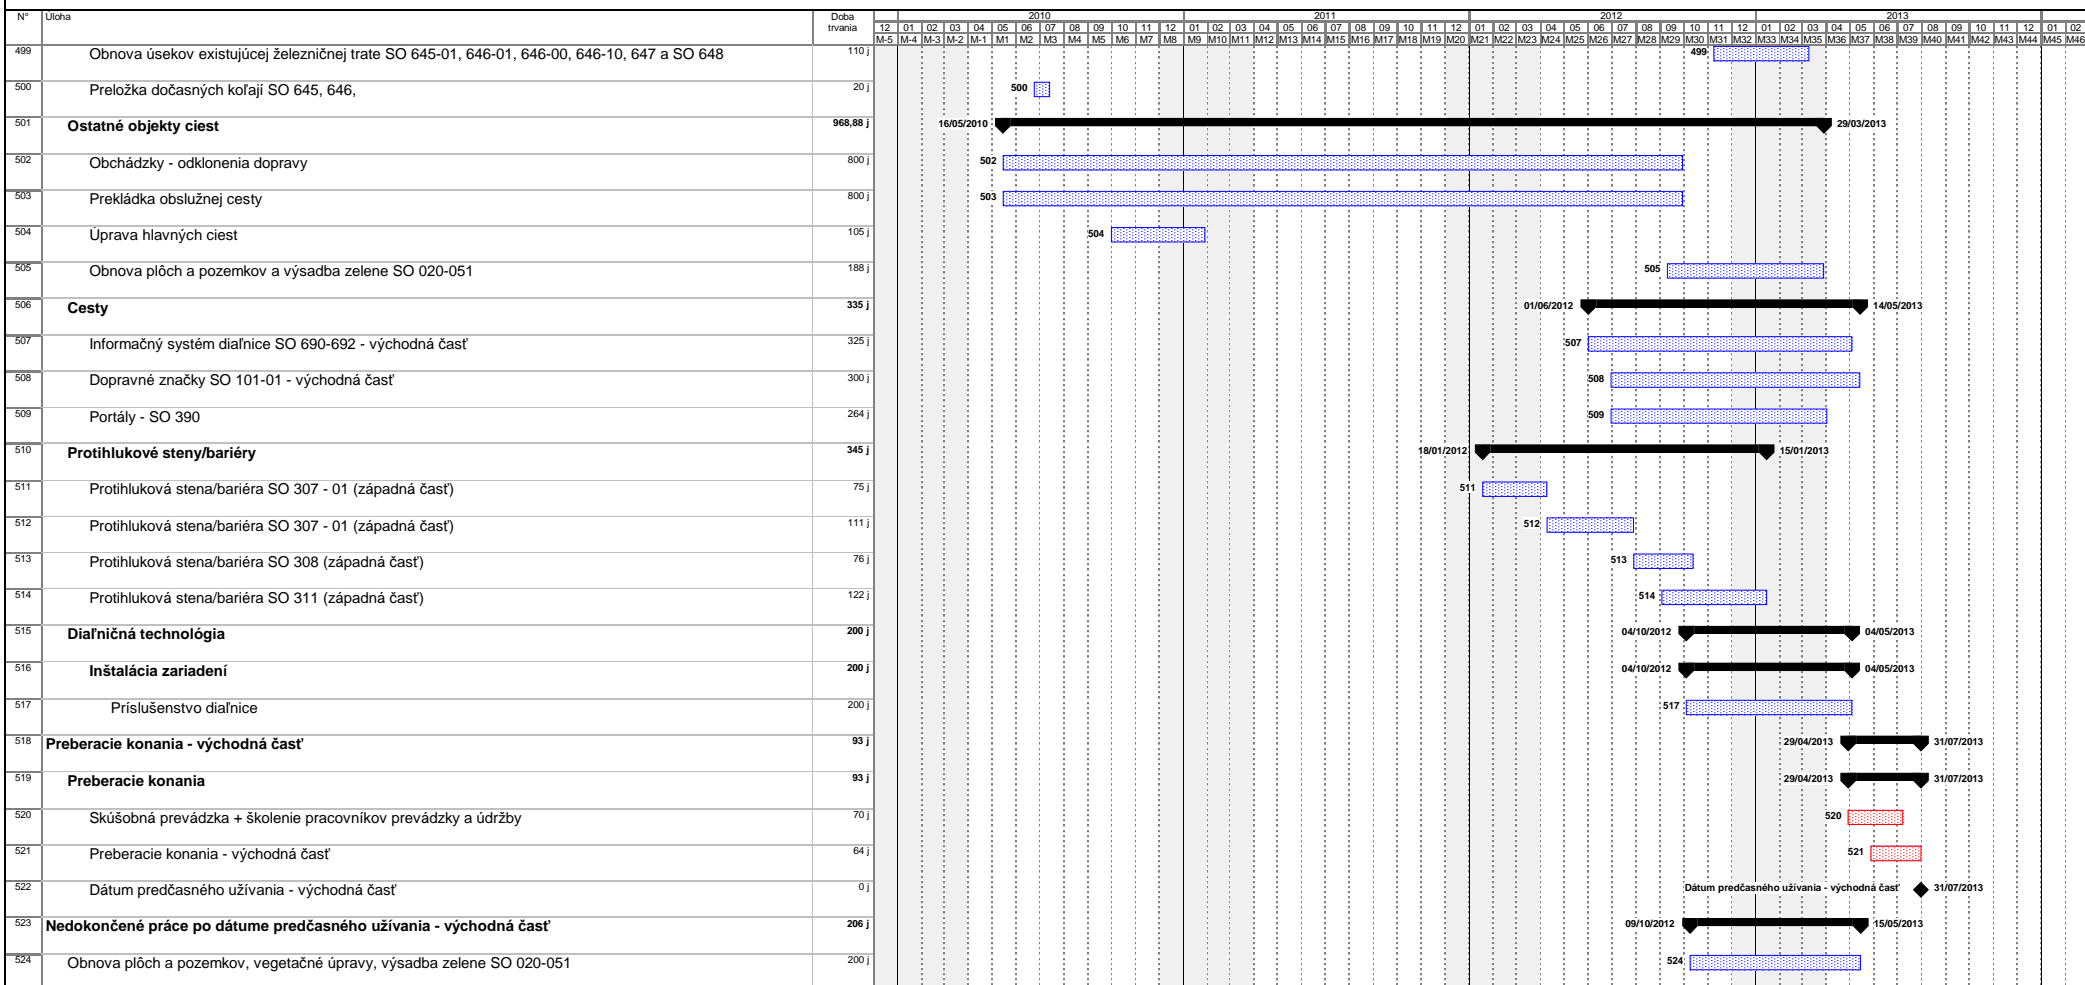 N° Úloha Doba trvania
2010 2011 2012 2013
12 01 02 03 04 05 06 07 08 09 10 11 12 01 02 03 04 05 06 07 08 09 10 11 12 01 02 03 04 05 06 07 08 09 10 11 12 01 02 03 04 05 06 07 08 09 10 11 12 01 02
M-5 M-4 M-3 M-2 M-1 M1 M2 M3 M4 M5 M6 M7 M8 M9 M10 M11 M12 M13 M14 M15 M16 M17 M18 M19 M20 M21 M22 M23 M24 M25 M26 M27 M28 M29 M30 M31 M32 M33 M34 M35 M36 M37 M38 M39 M40 M41 M42 M43 M44 M45 M46
499 Obnova úsekov existujúcej železničnej trate SO 645-01, 646-01, 646-00, 646-10, 647 a SO 648 110 j 499
500 Preložka dočasných koľají SO 645, 646, 20 j 500
501 Ostatné objekty ciest 968,88 j 16/05/2010 29/03/2013
502 Obchádzky - odklonenia dopravy 800 j 502
503 Prekládka obslužnej cesty 800 j 503
504 Úprava hlavných ciest 105 j 504
505 Obnova plôch a pozemkov a výsadba zelene SO 020-051 188 j 505
506 Cesty 335 j 01/06/2012 14/05/2013
507 Informačný systém diaľnice SO 690-692 - východná časť 325 j 507
508 Dopravné značky SO 101-01 - východná časť 300 j 508
509 Portály - SO 390 264 j 509
510 Protihlukové steny/bariéry 345 j 18/01/2012 15/01/2013
511 Protihluková stena/bariéra SO 307 - 01 (západná časť) 75 j 511
512 Protihluková stena/bariéra SO 307 - 01 (západná časť) 111 j 512
513 Protihluková stena/bariéra SO 308 (západná časť) 76 j 513
514 Protihluková stena/bariéra SO 311 (západná časť) 122 j 514
515 Diaľničná technológia 200 j 04/10/2012 04/05/2013
516 Inštalácia zariadení 200 j 04/10/2012 04/05/2013
517 Príslušenstvo diaľnice 200 j 517
518 Preberacie konania - východná časť 93 j 29/04/2013 31/07/2013
519 Preberacie konania 93 j 29/04/2013 31/07/2013
520 Skúšobná prevádzka + školenie pracovníkov prevádzky a údržby 70 j 520
521 Preberacie konania - východná časť 64 j 521
522 Dátum predčasného užívania - východná časť 0 j Dátum predčasného užívania - východná časť 31/07/2013
523 Nedokončené práce po dátume predčasného užívania - východná časť 206 j 09/10/2012 15/05/2013
524 Obnova plôch a pozemkov, vegetačné úpravy, výsadba zelene SO 020-051 200 j 524